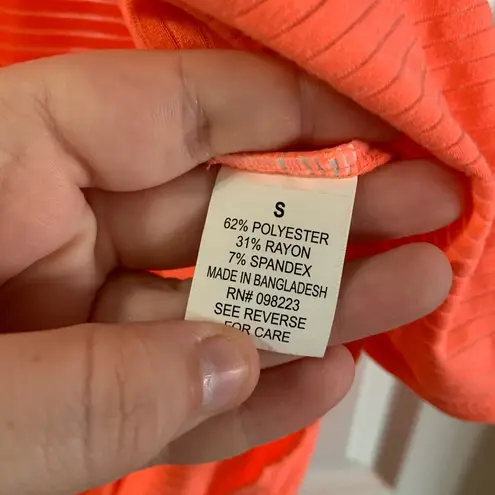 S
62% POLYESTER
31% RAYON
7% SPANDEX
MADE IN BANGLADESH
RN# 098223
SEE REVERSE
FOR CARE